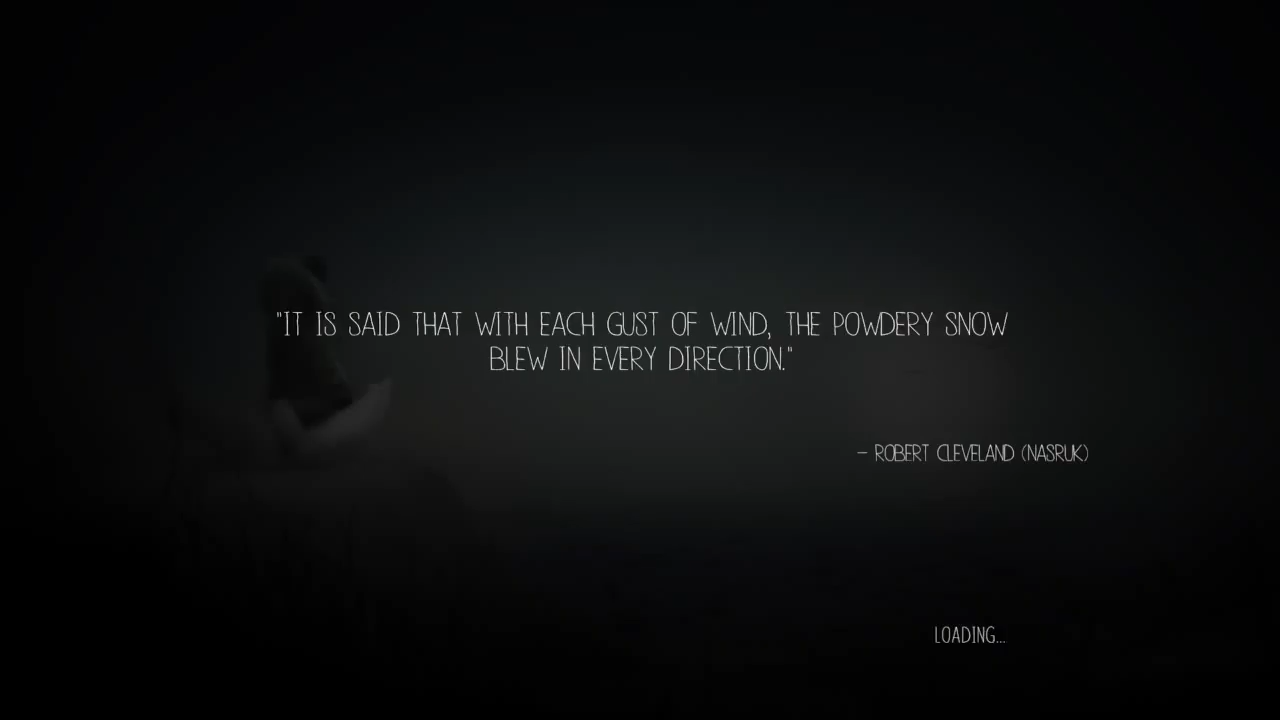 "IT IS SAID THAT WITH EACH GUST OF WIND, THE POWDERY SNOW
BLEW IN EVERY DIRECTION."
– ROBERT CLEVELAND (NASRUK)
LOADING...